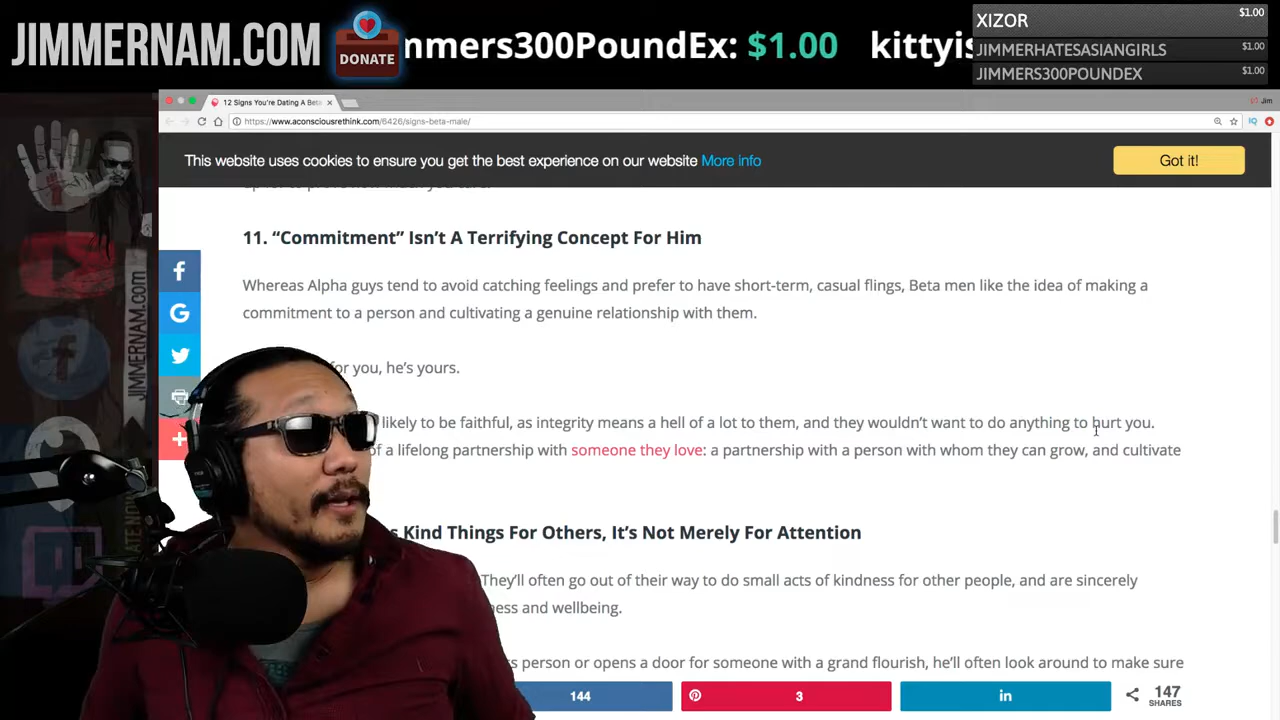 JIMMERNAM.COM
DONATE
mmers300PoundEx: $1.00 kittyis
XIZOR $1.00
JIMMERHATESASIANGIRLS $1.00
JIMMERS300POUNDEX $1.00
12 Signs You're Dating A Beta
Jim
https://www.aconsciousrethink.com/6426/signs-beta-male/
This website uses cookies to ensure you get the best experience on our website More info
Got it!
11. “Commitment” Isn’t A Terrifying Concept For Him
Whereas Alpha guys tend to avoid catching feelings and prefer to have short-term, casual flings, Beta men like the idea of making a
commitment to a person and cultivating a genuine relationship with them.
for you, he’s yours.
likely to be faithful, as integrity means a hell of a lot to them, and they wouldn’t want to do anything to hurt you.
of a lifelong partnership with someone they love: a partnership with a person with whom they can grow, and cultivate
Kind Things For Others, It’s Not Merely For Attention
They’ll often go out of their way to do small acts of kindness for other people, and are sincerely
ness and wellbeing.
person or opens a door for someone with a grand flourish, he’ll often look around to make sure
144
3
147
SHARES
JIMMERNAM.COM